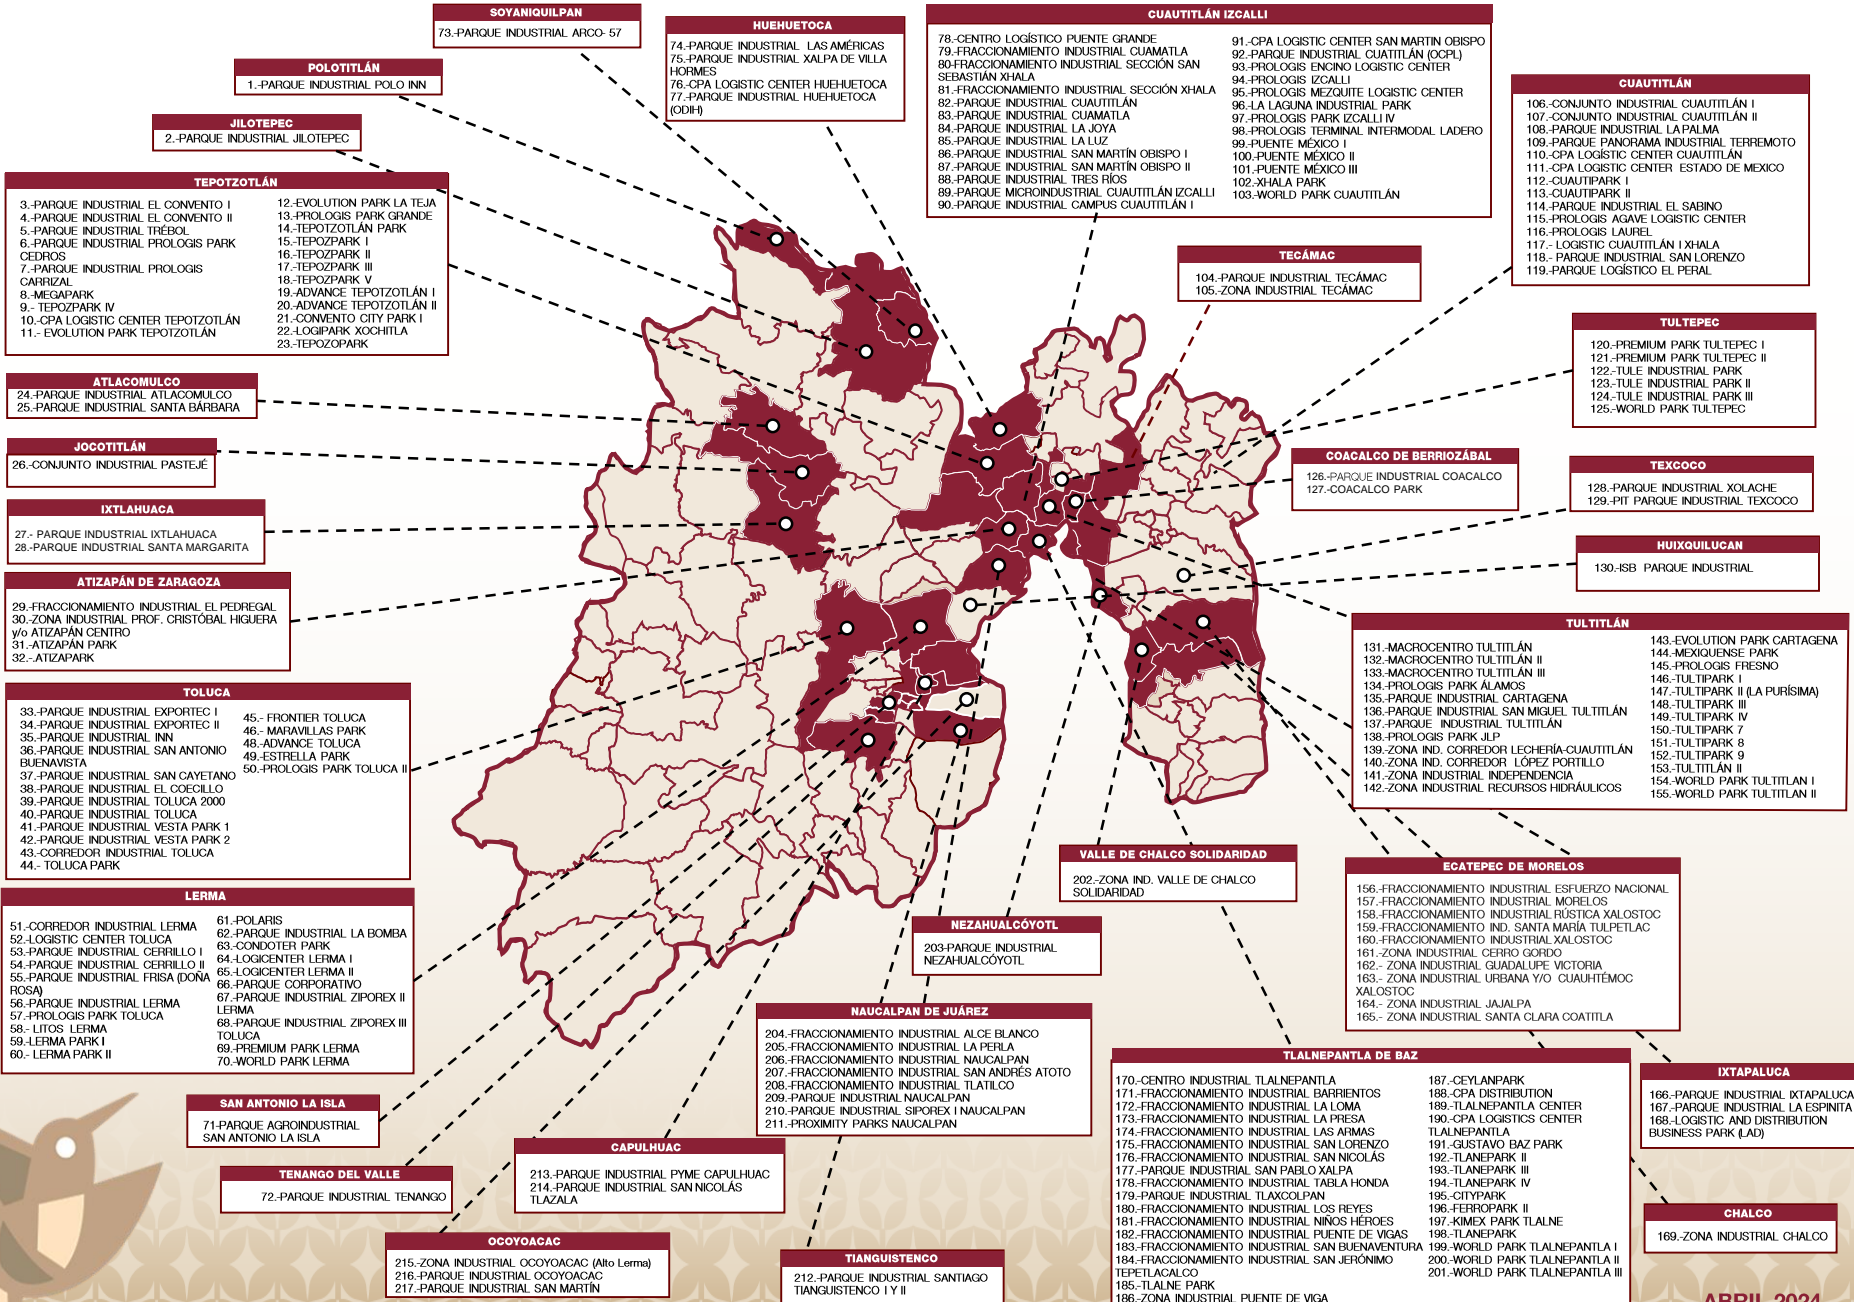 SOYANIQUILPAN
73.-PARQUE INDUSTRIAL ARCO- 57
HUEHUETOCA
74.-PARQUE INDUSTRIAL LAS AMÉRICAS
75.-PARQUE INDUSTRIAL XALPA DE VILLA
HORMES
76.-CPA LOGISTIC CENTER HUEHUETOCA
77.-PARQUE INDUSTRIAL HUEHUETOCA
(ODIH)
CUAUTITLÁN IZCALLI
78.-CENTRO LOGÍSTICO PUENTE GRANDE
79.-FRACCIONAMIENTO INDUSTRIAL CUAMATLA
80-FRACCIONAMIENTO INDUSTRIAL SECCIÓN SAN
SEBASTIÁN XHALA
81.-FRACCIONAMIENTO INDUSTRIAL SECCIÓN XHALA
82.-PARQUE INDUSTRIAL CUAUTITLÁN
83.-PARQUE INDUSTRIAL CUAMATLA
84.-PARQUE INDUSTRIAL LA JOYA
85.-PARQUE INDUSTRIAL LA LUZ
86.-PARQUE INDUSTRIAL SAN MARTÍN OBISPO I
87.-PARQUE INDUSTRIAL SAN MARTÍN OBISPO II
88.-PARQUE INDUSTRIAL TRES RÍOS
89.-PARQUE MICROINDUSTRIAL CUAUTITLÁN IZCALLI
90.-PARQUE INDUSTRIAL CAMPUS CUAUTITLÁN I
91.-CPA LOGISTIC CENTER SAN MARTIN OBISPO
92.-PARQUE INDUSTRIAL CUATITLÁN (OCPL)
93.-PROLOGIS ENCINO LOGISTIC CENTER
94.-PROLOGIS IZCALLI
95.-PROLOGIS MEZQUITE LOGISTIC CENTER
96.-LA LAGUNA INDUSTRIAL PARK
97.-PROLOGIS PARK IZCALLI IV
98.-PROLOGIS TERMINAL INTERMODAL LADERO
99.-PUENTE MÉXICO I
100.-PUENTE MÉXICO II
101.-PUENTE MÉXICO III
102.-XHALA PARK
103.-WORLD PARK CUAUTITLÁN
POLOTITLÁN
1.-PARQUE INDUSTRIAL POLO INN
CUAUTITLÁN
106.-CONJUNTO INDUSTRIAL CUAUTITLÁN I
107.-CONJUNTO INDUSTRIAL CUAUTITLÁN II
108.-PARQUE INDUSTRIAL LA PALMA
109.-PARQUE PANORAMA INDUSTRIAL TERREMOTO
110.-CPA LOGÍSTIC CENTER CUAUTITLÁN
111.-CPA LOGISTIC CENTER ESTADO DE MEXICO
112.-CUAUTIPARK I
113.-CUAUTIPARK II
114.-PARQUE INDUSTRIAL EL SABINO
115.-PROLOGIS AGAVE LOGISTIC CENTER
116.-PROLOGIS LAUREL
117.- LOGISTIC CUAUTITLÁN I XHALA
118.- PARQUE INDUSTRIAL SAN LORENZO
119.-PARQUE LOGÍSTICO EL PERAL
JILOTEPEC
2.-PARQUE INDUSTRIAL JILOTEPEC
TEPOTZOTLÁN
3.-PARQUE INDUSTRIAL EL CONVENTO I
4.-PARQUE INDUSTRIAL EL CONVENTO II
5.-PARQUE INDUSTRIAL TRÉBOL
6.-PARQUE INDUSTRIAL PROLOGIS PARK
CEDROS
7.-PARQUE INDUSTRIAL PROLOGIS
CARRIZAL
8.-MEGAPARK
9.- TEPOZPARK IV
10.-CPA LOGISTIC CENTER TEPOTZOTLÁN
11.- EVOLUTION PARK TEPOTZOTLÁN
12.-EVOLUTION PARK LA TEJA
13.-PROLOGIS PARK GRANDE
14.-TEPOTZOTLÁN PARK
15.-TEPOZPARK I
16.-TEPOZPARK II
17.-TEPOZPARK III
18.-TEPOZPARK V
19.-ADVANCE TEPOTZOTLÁN I
20.-ADVANCE TEPOTZOTLÁN II
21.-CONVENTO CITY PARK I
22.-LOGIPARK XOCHITLA
23.-TEPOZOPARK
TECÁMAC
104.-PARQUE INDUSTRIAL TECÁMAC
105.-ZONA INDUSTRIAL TECÁMAC
TULTEPEC
120.-PREMIUM PARK TULTEPEC I
121.-PREMIUM PARK TULTEPEC II
122.-TULE INDUSTRIAL PARK
123.-TULE INDUSTRIAL PARK II
124.-TULE INDUSTRIAL PARK III
125.-WORLD PARK TULTEPEC
ATLACOMULCO
24.-PARQUE INDUSTRIAL ATLACOMULCO
25.-PARQUE INDUSTRIAL SANTA BÁRBARA
JOCOTITLÁN
26.-CONJUNTO INDUSTRIAL PASTEJÉ
COACALCO DE BERRIOZÁBAL
126.-PARQUE INDUSTRIAL COACALCO
127.-COACALCO PARK
TEXCOCO
128.-PARQUE INDUSTRIAL XOLACHE
129.-PIT PARQUE INDUSTRIAL TEXCOCO
IXTLAHUACA
27.- PARQUE INDUSTRIAL IXTLAHUACA
28.-PARQUE INDUSTRIAL SANTA MARGARITA
HUIXQUILUCAN
130.-ISB PARQUE INDUSTRIAL
ATIZAPÁN DE ZARAGOZA
29.-FRACCIONAMIENTO INDUSTRIAL EL PEDREGAL
30.-ZONA INDUSTRIAL PROF. CRISTÓBAL HIGUERA
y/o ATIZAPÁN CENTRO
31.-ATIZAPÁN PARK
32.-.ATIZAPARK
TULTITLÁN
131.-MACROCENTRO TULTITLÁN
132.-MACROCENTRO TULTITLÁN II
133.-MACROCENTRO TULTITLÁN III
134.-PROLOGIS PARK ÁLAMOS
135.-PARQUE INDUSTRIAL CARTAGENA
136.-PARQUE INDUSTRIAL SAN MIGUEL TULTITLÁN
137.-PARQUE INDUSTRIAL TULTITLÁN
138.-PROLOGIS PARK JLP
139.-ZONA IND. CORREDOR LECHERÍA-CUAUTITLÁN
140.-ZONA IND. CORREDOR LÓPEZ PORTILLO
141.-ZONA INDUSTRIAL INDEPENDENCIA
142.-ZONA INDUSTRIAL RECURSOS HIDRÁULICOS
143.-EVOLUTION PARK CARTAGENA
144.-MEXIQUENSE PARK
145.-PROLOGIS FRESNO
146.-TULTIPARK I
147.-TULTIPARK II (LA PURÍSIMA)
148.-TULTIPARK III
149.-TULTIPARK IV
150.-TULTIPARK 7
151.-TULTIPARK 8
152.-TULTIPARK 9
153.-TULTITLÁN II
154.-WORLD PARK TULTITLAN I
155.-WORLD PARK TULTITLAN II
TOLUCA
33.-PARQUE INDUSTRIAL EXPORTEC I
34.-PARQUE INDUSTRIAL EXPORTEC II
35.-PARQUE INDUSTRIAL INN
36.-PARQUE INDUSTRIAL SAN ANTONIO
BUENAVISTA
37.-PARQUE INDUSTRIAL SAN CAYETANO
38.-PARQUE INDUSTRIAL EL COECILLO
39.-PARQUE INDUSTRIAL TOLUCA 2000
40.-PARQUE INDUSTRIAL TOLUCA
41.-PARQUE INDUSTRIAL VESTA PARK 1
42.-PARQUE INDUSTRIAL VESTA PARK 2
43.-CORREDOR INDUSTRIAL TOLUCA
44.- TOLUCA PARK
45.- FRONTIER TOLUCA
46.- MARAVILLAS PARK
48.-ADVANCE TOLUCA
49.-ESTRELLA PARK
50.-PROLOGIS PARK TOLUCA II
VALLE DE CHALCO SOLIDARIDAD
202.-ZONA IND. VALLE DE CHALCO
SOLIDARIDAD
ECATEPEC DE MORELOS
156.-FRACCIONAMIENTO INDUSTRIAL ESFUERZO NACIONAL
157.-FRACCIONAMIENTO INDUSTRIAL MORELOS
158.-FRACCIONAMIENTO INDUSTRIAL RÚSTICA XALOSTOC
159.-FRACCIONAMIENTO IND. SANTA MARÍA TULPETLAC
160.-FRACCIONAMIENTO INDUSTRIAL XALOSTOC
161.-ZONA INDUSTRIAL CERRO GORDO
162.- ZONA INDUSTRIAL GUADALUPE VICTORIA
163.- ZONA INDUSTRIAL URBANA Y/O CUAUHTÉMOC
XALOSTOC
164.- ZONA INDUSTRIAL JAJALPA
165.- ZONA INDUSTRIAL SANTA CLARA COATITLA
LERMA
51.-CORREDOR INDUSTRIAL LERMA
52.-LOGISTIC CENTER TOLUCA
53.-PARQUE INDUSTRIAL CERRILLO I
54.-PARQUE INDUSTRIAL CERRILLO II
55.-PARQUE INDUSTRIAL FRISA (DOÑA
ROSA)
56.-PARQUE INDUSTRIAL LERMA
57.-PROLOGIS PARK TOLUCA
58.- LITOS LERMA
59.-LERMA PARK I
60.- LERMA PARK II
61.-POLARIS
62.-PARQUE INDUSTRIAL LA BOMBA
63.-CONDOTER PARK
64.-LOGICENTER LERMA I
65.-LOGICENTER LERMA II
66.-PARQUE CORPORATIVO
67.-PARQUE INDUSTRIAL ZIPOREX II
LERMA
68.-PARQUE INDUSTRIAL ZIPOREX III
TOLUCA
69.-PREMIUM PARK LERMA
70.-WORLD PARK LERMA
NEZAHUALCÓYOTL
203-PARQUE INDUSTRIAL
NEZAHUALCÓYOTL
NAUCALPAN DE JUÁREZ
204.-FRACCIONAMIENTO INDUSTRIAL ALCE BLANCO
205.-FRACCIONAMIENTO INDUSTRIAL LA PERLA
206.-FRACCIONAMIENTO INDUSTRIAL NAUCALPAN
207.-FRACCIONAMIENTO INDUSTRIAL SAN ANDRÉS ATOTO
208.-FRACCIONAMIENTO INDUSTRIAL TLATILCO
209.-PARQUE INDUSTRIAL NAUCALPAN
210.-PARQUE INDUSTRIAL SIPOREX I NAUCALPAN
211.-PROXIMITY PARKS NAUCALPAN
TLALNEPANTLA DE BAZ
170.-CENTRO INDUSTRIAL TLALNEPANTLA
171.-FRACCIONAMIENTO INDUSTRIAL BARRIENTOS
172.-FRACCIONAMIENTO INDUSTRIAL LA LOMA
173.-FRACCIONAMIENTO INDUSTRIAL LA PRESA
174.-FRACCIONAMIENTO INDUSTRIAL LAS ARMAS
175.-FRACCIONAMIENTO INDUSTRIAL SAN LORENZO
176.-FRACCIONAMIENTO INDUSTRIAL SAN NICOLÁS
177.-PARQUE INDUSTRIAL SAN PABLO XALPA
178.-FRACCIONAMIENTO INDUSTRIAL TABLA HONDA
179.-PARQUE INDUSTRIAL TLAXCOLPAN
180.-FRACCIONAMIENTO INDUSTRIAL LOS REYES
181.-FRACCIONAMIENTO INDUSTRIAL NIÑOS HÉROES
182.-FRACCIONAMIENTO INDUSTRIAL PUENTE DE VIGAS
183.-FRACCIONAMIENTO INDUSTRIAL SAN BUENAVENTURA
184.-FRACCIONAMIENTO INDUSTRIAL SAN JERÓNIMO
TEPETLACALCO
185.-TLALNE PARK
186.-ZONA INDUSTRIAL PUENTE DE VIGA
187.-CEYLANPARK
188.-CPA DISTRIBUTION
189.-TLALNEPANTLA CENTER
190.-CPA LOGISTICS CENTER
TLALNEPANTLA
191.-GUSTAVO BAZ PARK
192.-TLANEPARK II
193.-TLANEPARK III
194.-TLANEPARK IV
195.-CITYPARK
196.-FERROPARK II
197.-KIMEX PARK TLALNE
198.-TLANEPARK
199.-WORLD PARK TLALNEPANTLA I
200.-WORLD PARK TLALNEPANTLA II
201.-WORLD PARK TLALNEPANTLA III
IXTAPALUCA
166.-PARQUE INDUSTRIAL IXTAPALUCA
167.-PARQUE INDUSTRIAL LA ESPINITA
168.-LOGISTIC AND DISTRIBUTION
BUSINESS PARK (LAD)
SAN ANTONIO LA ISLA
71-PARQUE AGROINDUSTRIAL
SAN ANTONIO LA ISLA
CAPULHUAC
213.-PARQUE INDUSTRIAL PYME CAPULHUAC
214.-PARQUE INDUSTRIAL SAN NICOLÁS
TLAZALA
TENANGO DEL VALLE
72.-PARQUE INDUSTRIAL TENANGO
CHALCO
169.-ZONA INDUSTRIAL CHALCO
OCOYOACAC
215.-ZONA INDUSTRIAL OCOYOACAC (Alto Lerma)
216.-PARQUE INDUSTRIAL OCOYOACAC
217.-PARQUE INDUSTRIAL SAN MARTÍN
TIANGUISTENCO
212.-PARQUE INDUSTRIAL SANTIAGO
TIANGUISTENCO I Y II
ABRIL 2024